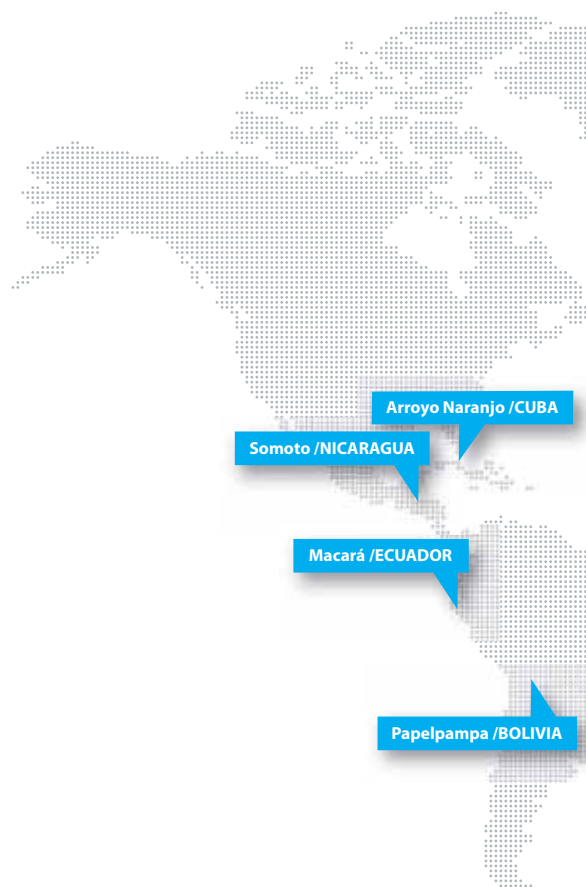 Arroyo Naranjo /CUBA
Somoto /NICARAGUA
Macará /ECUADOR
Papelpampa /BOLIVIA